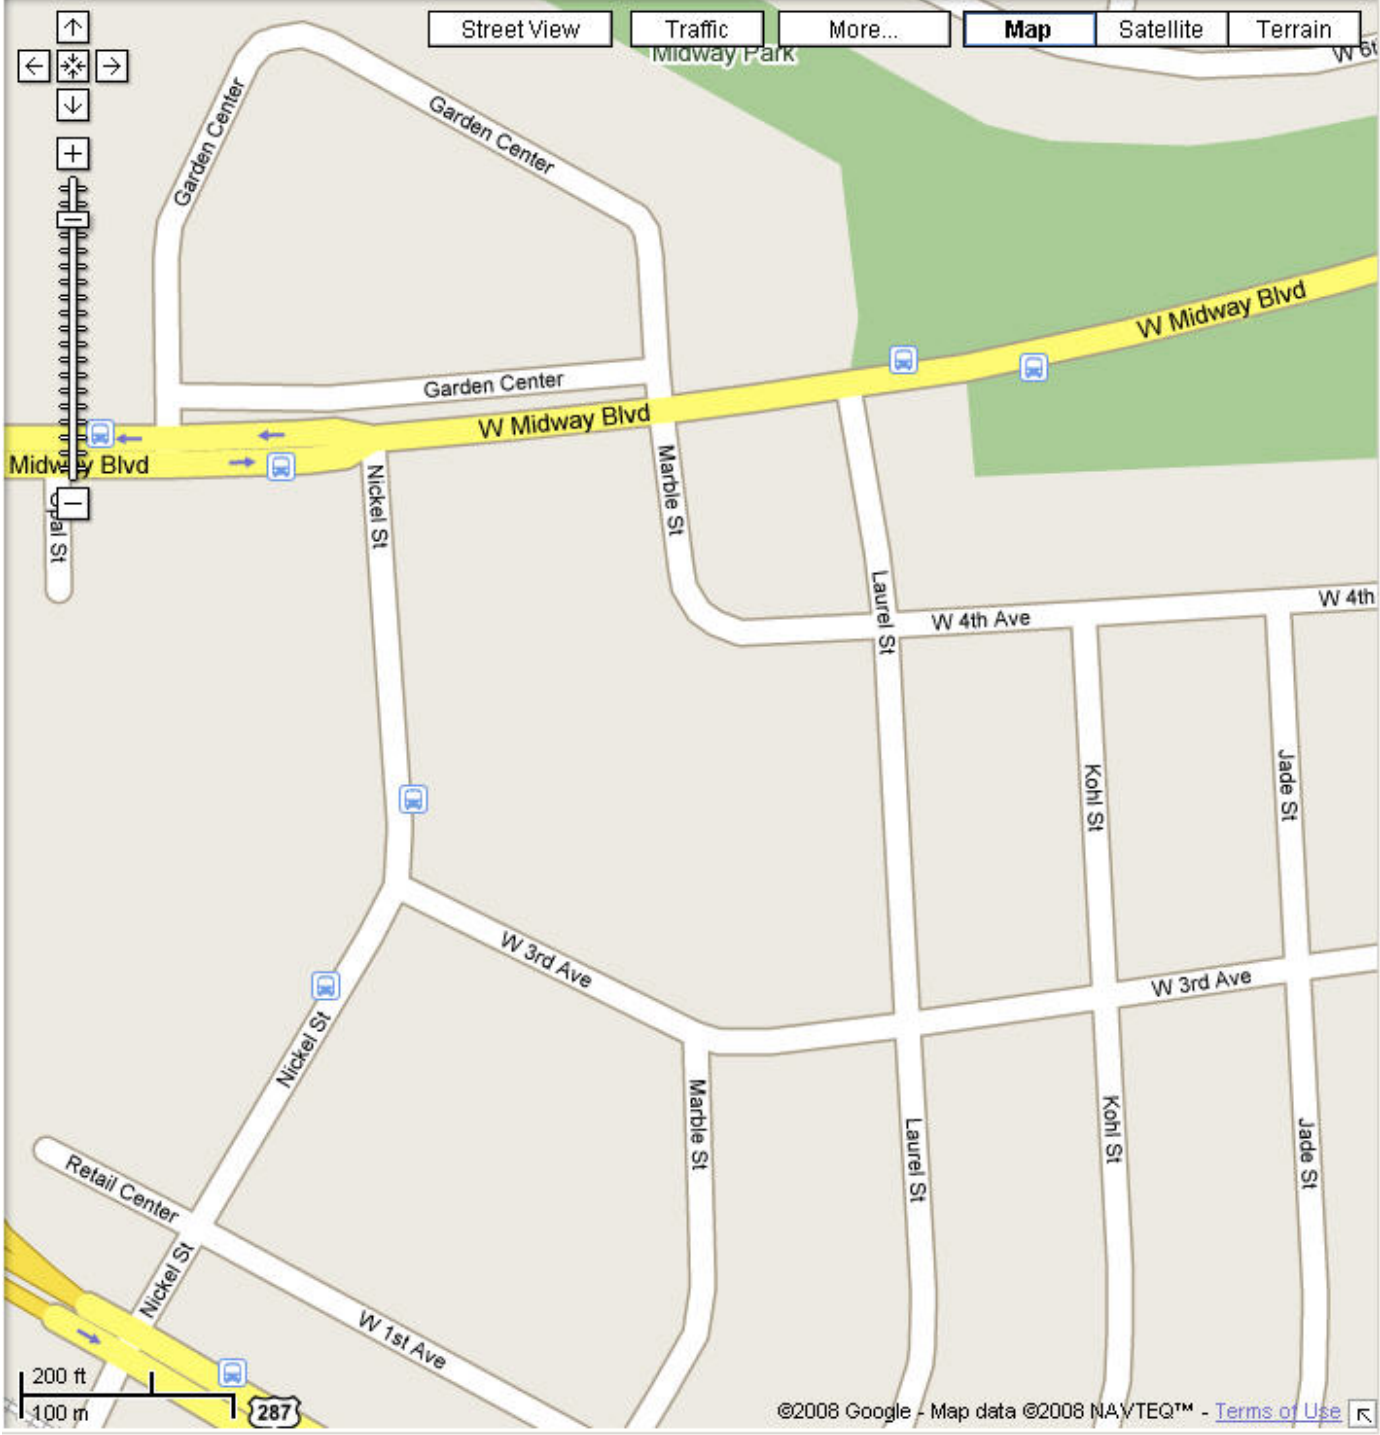 Street View
Traffic
More...
Map
Satellite
Terrain
Midway Park
W 6t
Garden Center
Garden Center
W Midway Blvd
Garden Center
W Midway Blvd
Midway Blvd
Opal St
Nickel St
Marble St
Laurel St
W 4th Ave
W 4th
Kohl St
Jade St
W 3rd Ave
W 3rd Ave
Nickel St
Marble St
Laurel St
Kohl St
Jade St
Retail Center
Nickel St
W 1st Ave
200 ft
100 m
287
©2008 Google - Map data ©2008 NAVTEQ™ - Terms of Use